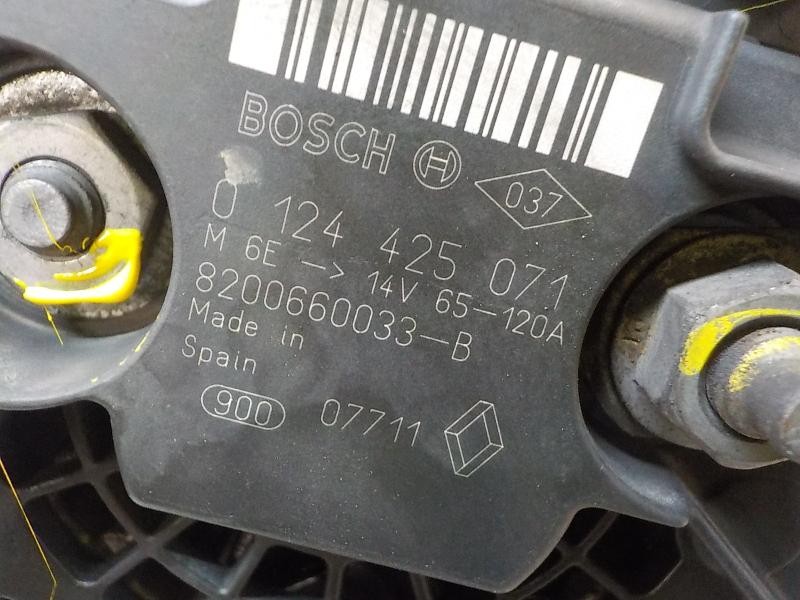 BOSCH H 037
0 124 425 071
M 6E -> 14V 65-120A
8200660033-B
Made in
Spain
900 07711